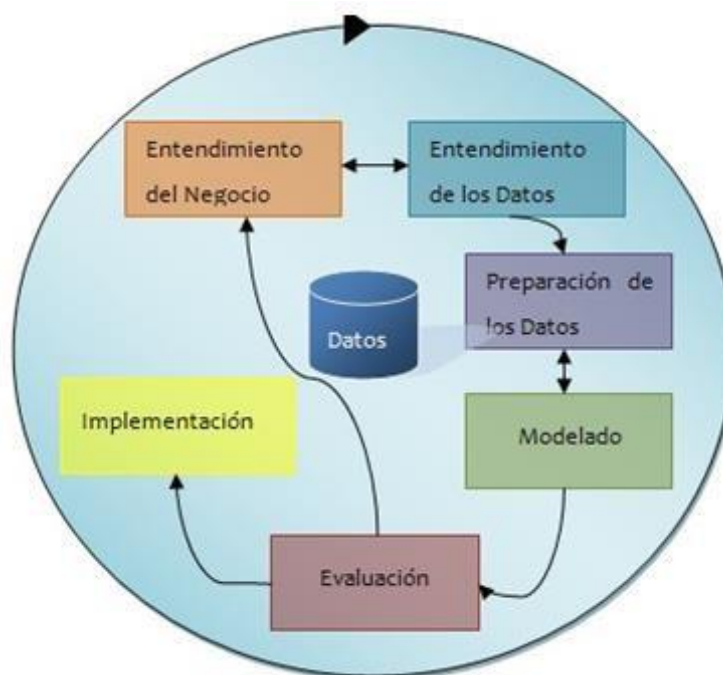 Entendimiento
del Negocio
Entendimiento
de los Datos
Preparación de
los Datos
Datos
Implementación
Modelado
Evaluación